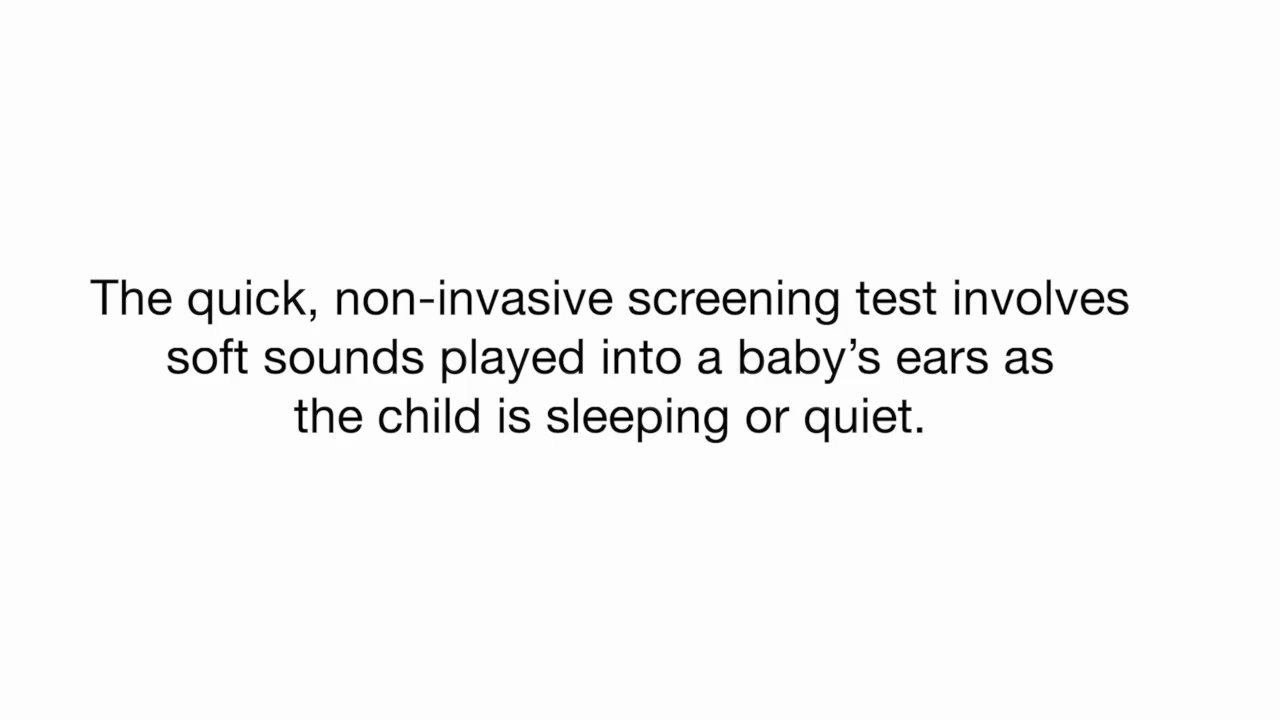 The quick, non-invasive screening test involves
soft sounds played into a baby’s ears as
the child is sleeping or quiet.